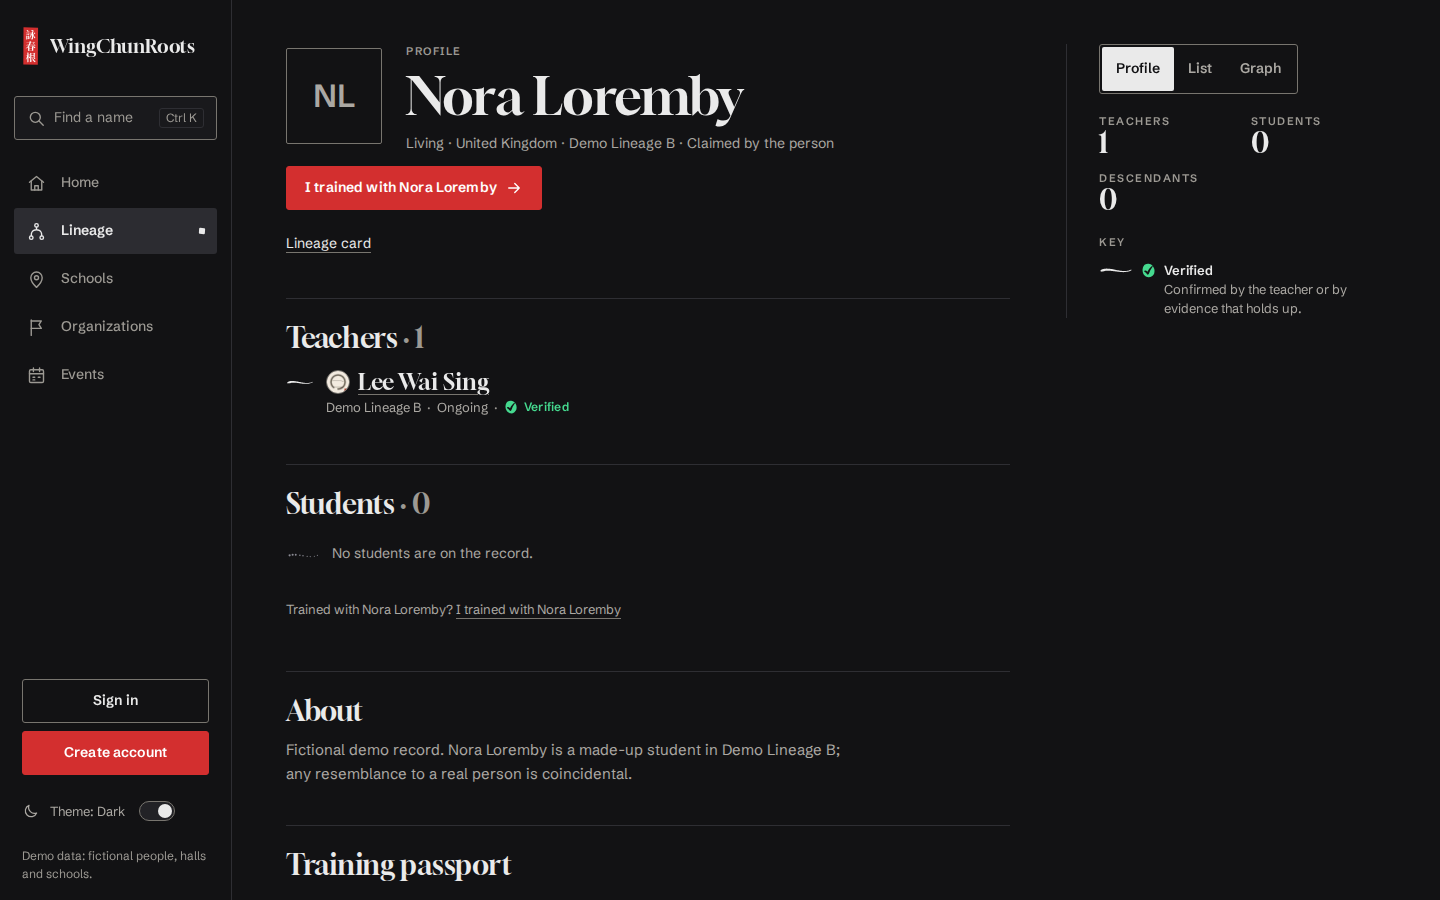 詠春根
WingChunRoots
Find a name
Ctrl K
Home
Lineage
Schools
Organizations
Events
Sign in
Create account
Theme: Dark
Demo data: fictional people, halls
and schools.
NL
PROFILE
Nora Loremby
Living · United Kingdom · Demo Lineage B · Claimed by the person
I trained with Nora Loremby →
Lineage card
Teachers · 1
Lee Wai Sing
Demo Lineage B · Ongoing · Verified
Students · 0
No students are on the record.
Trained with Nora Loremby? I trained with Nora Loremby
About
Fictional demo record. Nora Loremby is a made-up student in Demo Lineage B;
any resemblance to a real person is coincidental.
Training passport
Profile
List
Graph
TEACHERS
1
STUDENTS
0
DESCENDANTS
0
KEY
Verified
Confirmed by the teacher or by
evidence that holds up.